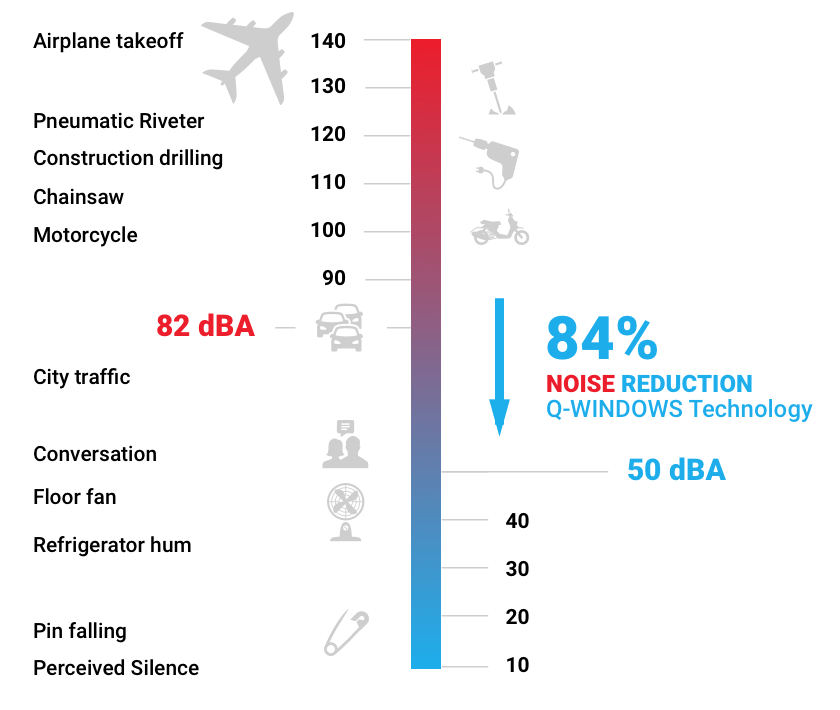 Airplane takeoff
140
130
Pneumatic Riveter
120
Construction drilling
110
Chainsaw
100
Motorcycle
90
82 dBA
84%
NOISE REDUCTION
Q-WINDOWS Technology
City traffic
Conversation
50 dBA
Floor fan
40
Refrigerator hum
30
20
Pin falling
10
Perceived Silence